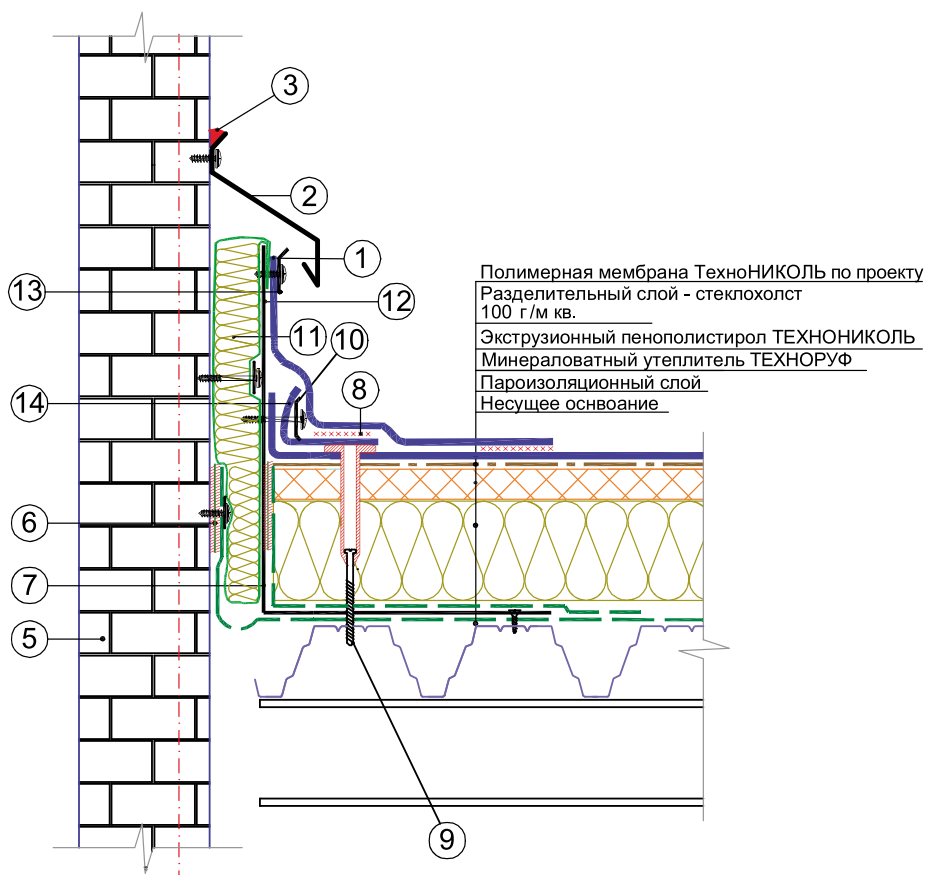 3
2
1
Полимерная мембрана ТехноНИКОЛЬ по проекту
Разделительный слой - стеклохолст
100 г/м кв.
Экструзионный пенополистирол ТЕХНОНИКОЛЬ
Минераловатный утеплитель ТЕХНОРУФ
Пароизоляционный слой
Несущее оснвоание
13
12
11
10
14
8
6
7
5
9